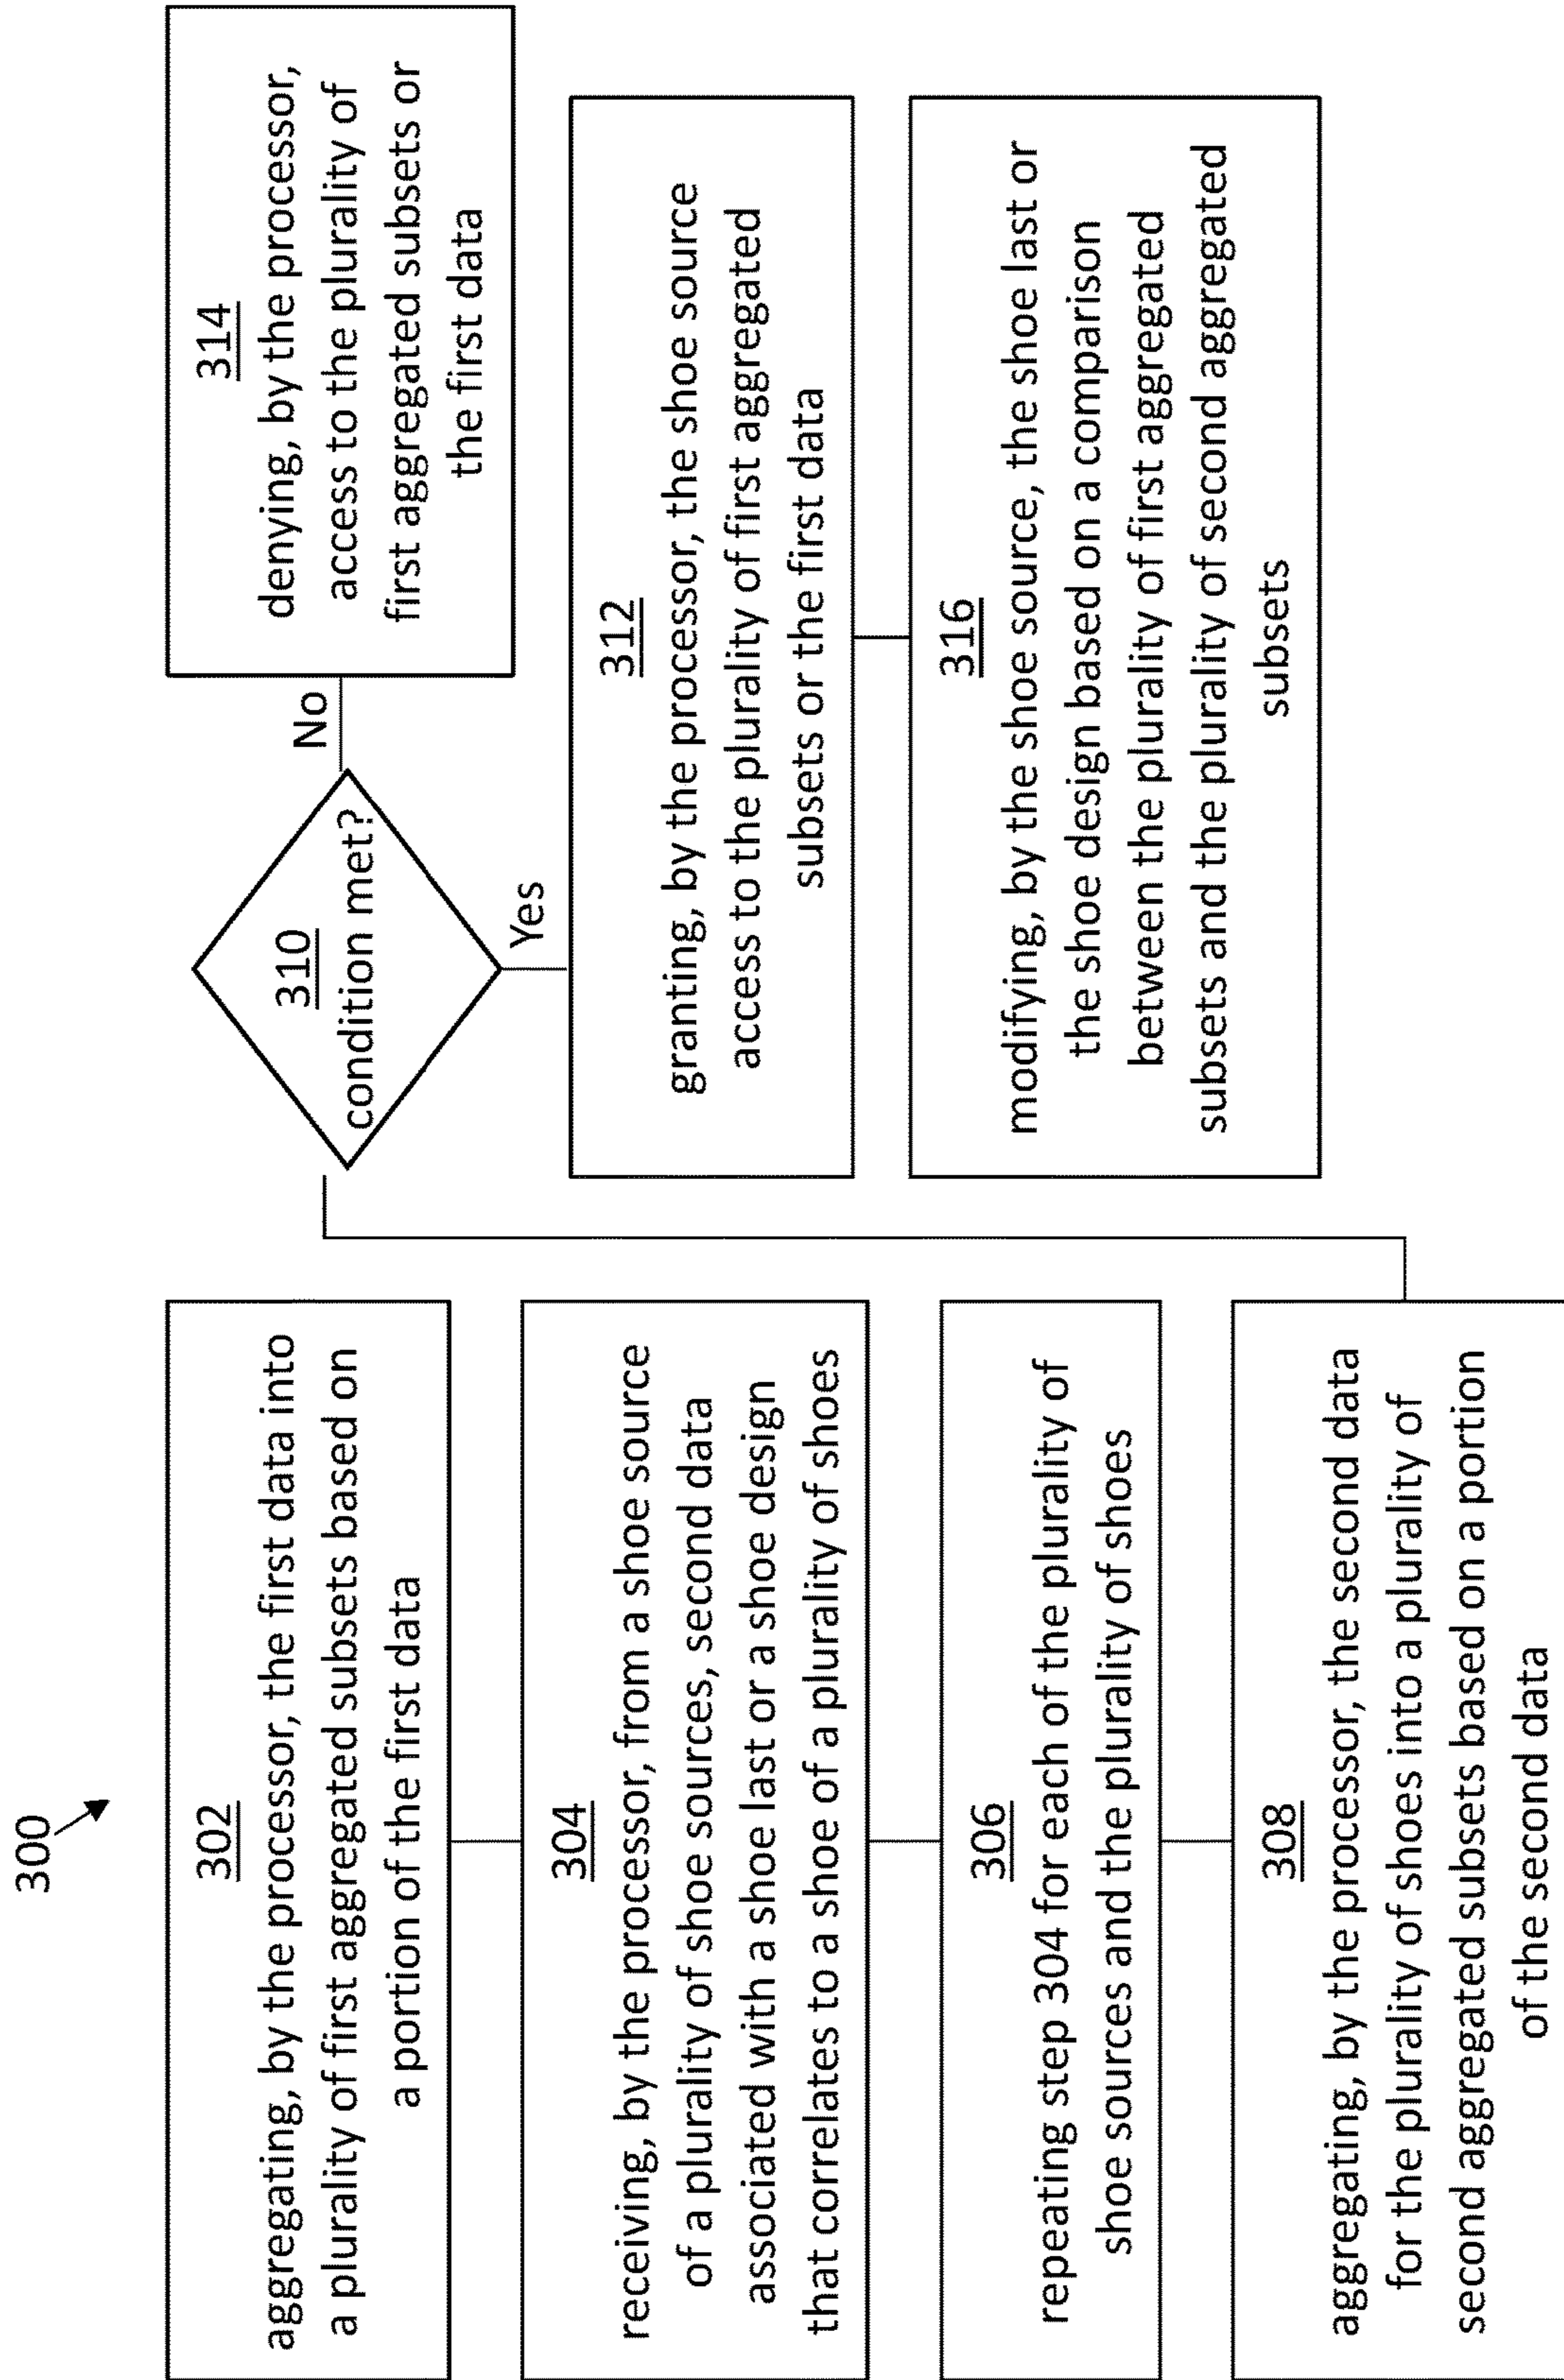 300
302
aggregating, by the processor, the first data into
a plurality of first aggregated subsets based on
a portion of the first data
304
receiving, by the processor, from a shoe source
of a plurality of shoe sources, second data
associated with a shoe last or a shoe design
that correlates to a shoe of a plurality of shoes
306
repeating step 304 for each of the plurality of
shoe sources and the plurality of shoes
308
aggregating, by the processor, the second data
for the plurality of shoes into a plurality of
second aggregated subsets based on a portion
of the second data
310
condition met?
No
Yes
314
denying, by the processor,
access to the plurality of
first aggregated subsets or
the first data
312
granting, by the processor, the shoe source
access to the plurality of first aggregated
subsets or the first data
316
modifying, by the shoe source, the shoe last or
the shoe design based on a comparison
between the plurality of first aggregated
subsets and the plurality of second aggregated
subsets